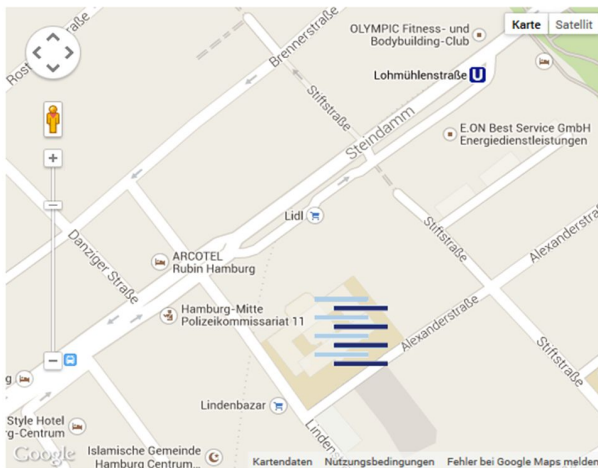 OLYMPIC Fitness- und
Bodybuilding-Club
Karte
Satellit
Brennerstraße
Lohmühlenstraße U
Stiftstraße
Steindamm
E.ON Best Service GmbH
Energiedienstleistungen
Lidl
Stiftstraße
Danziger Straße
Alexanderstraße
ARCOTEL
Rubin Hamburg
Hamburg-Mitte
Polizeikommissariat 11
Alexanderstraße
Stiftstraße
Lindenbazar
Style Hotel
Google
Islamische Gemeinde
Hamburg Centrum...
Kartendaten
Nutzungsbedingungen
Fehler bei Google Maps melden